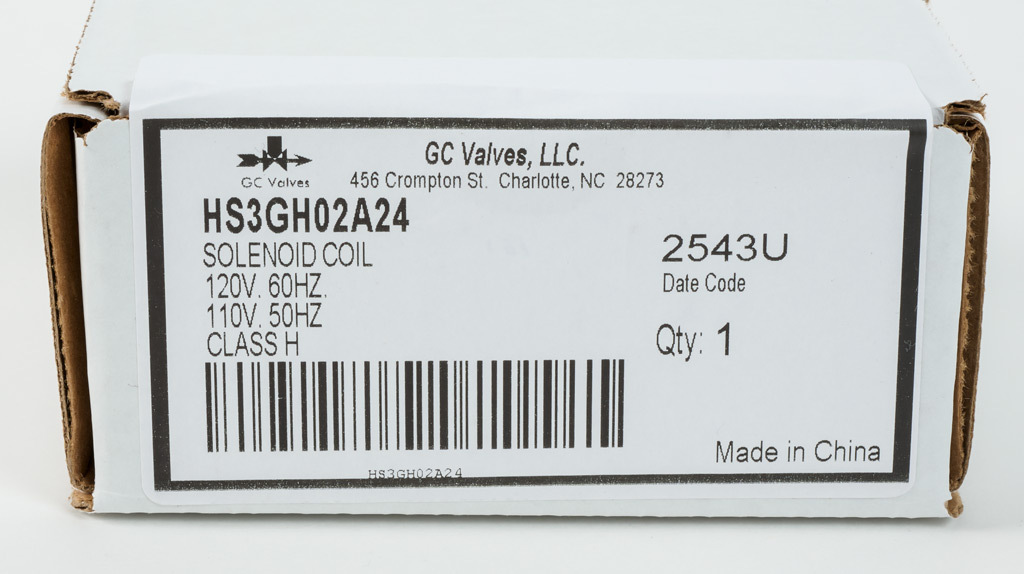 GC Valves
GC Valves, LLC.
456 Crompton St. Charlotte, NC 28273
HS3GH02A24
SOLENOID COIL
120V. 60HZ.
110V. 50HZ
CLASS H
2543U
Date Code
Qty: 1
HS3GH02A24
Made in China